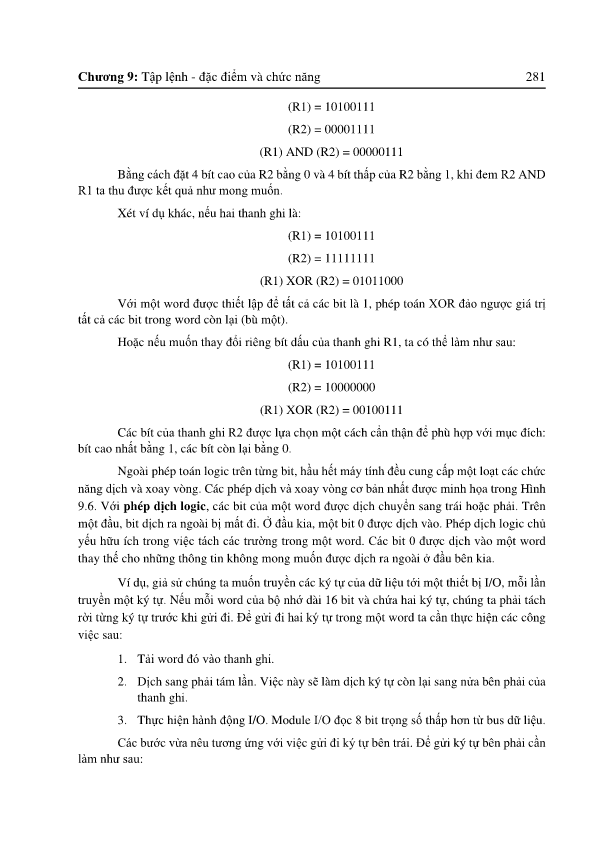 Chương 9: Tập lệnh - đặc điểm và chức năng 281
(R1) = 10100111
(R2) = 00001111
(R1) AND (R2) = 00000111
Bằng cách đặt 4 bít cao của R2 bằng 0 và 4 bít thấp của R2 bằng 1, khi đem R2 AND
R1 ta thu được kết quả như mong muốn.
Xét ví dụ khác, nếu hai thanh ghi là:
(R1) = 10100111
(R2) = 11111111
(R1) XOR (R2) = 01011000
Với một word được thiết lập để tất cả các bit là 1, phép toán XOR đảo ngược giá trị
tất cả các bit trong word còn lại (bù một).
Hoặc nếu muốn thay đổi riêng bít dấu của thanh ghi R1, ta có thể làm như sau:
(R1) = 10100111
(R2) = 10000000
(R1) XOR (R2) = 00100111
Các bít của thanh ghi R2 được lựa chọn một cách cẩn thận để phù hợp với mục đích:
bít cao nhất bằng 1, các bít còn lại bằng 0.
Ngoài phép toán logic trên từng bit, hầu hết máy tính đều cung cấp một loạt các chức
năng dịch và xoay vòng. Các phép dịch và xoay vòng cơ bản nhất được minh họa trong Hình
9.6. Với phép dịch logic, các bit của một word được dịch chuyển sang trái hoặc phải. Trên
một đầu, bit dịch ra ngoài bị mất đi. Ở đầu kia, một bit 0 được dịch vào. Phép dịch logic chủ
yếu hữu ích trong việc tách các trường trong một word. Các bit 0 được dịch vào một word
thay thế cho những thông tin không mong muốn được dịch ra ngoài ở đầu bên kia.
Ví dụ, giả sử chúng ta muốn truyền các ký tự của dữ liệu tới một thiết bị I/O, mỗi lần
truyền một ký tự. Nếu mỗi word của bộ nhớ dài 16 bit và chứa hai ký tự, chúng ta phải tách
rời từng ký tự trước khi gửi đi. Để gửi đi hai ký tự trong một word ta cần thực hiện các công
việc sau:
1. Tải word đó vào thanh ghi.
2. Dịch sang phải tám lần. Việc này sẽ làm dịch ký tự còn lại sang nửa bên phải của
thanh ghi.
3. Thực hiện hành động I/O. Module I/O đọc 8 bit trọng số thấp hơn từ bus dữ liệu.
Các bước vừa nêu tương ứng với việc gửi đi ký tự bên trái. Để gửi ký tự bên phải cần
làm như sau: